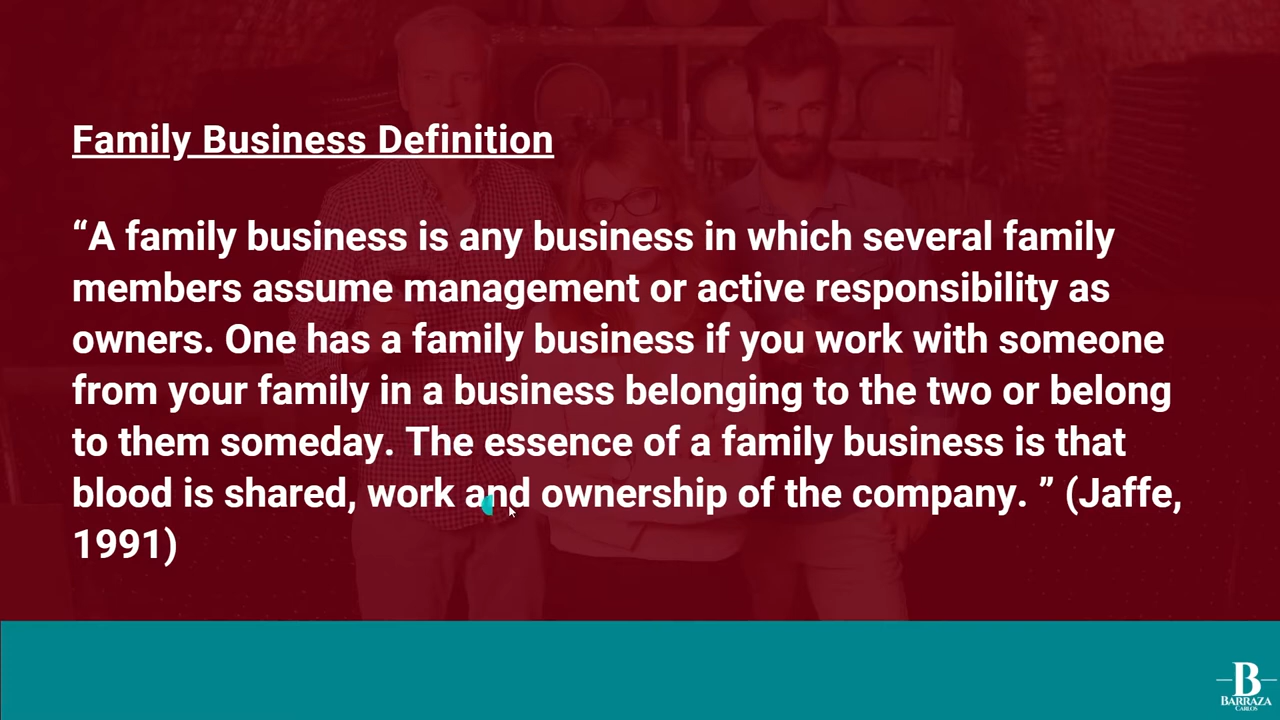 Family Business Definition
“A family business is any business in which several family
members assume management or active responsibility as
owners. One has a family business if you work with someone
from your family in a business belonging to the two or belong
to them someday. The essence of a family business is that
blood is shared, work and ownership of the company. ” (Jaffe,
1991)
B
BARRAZA
CARLOS